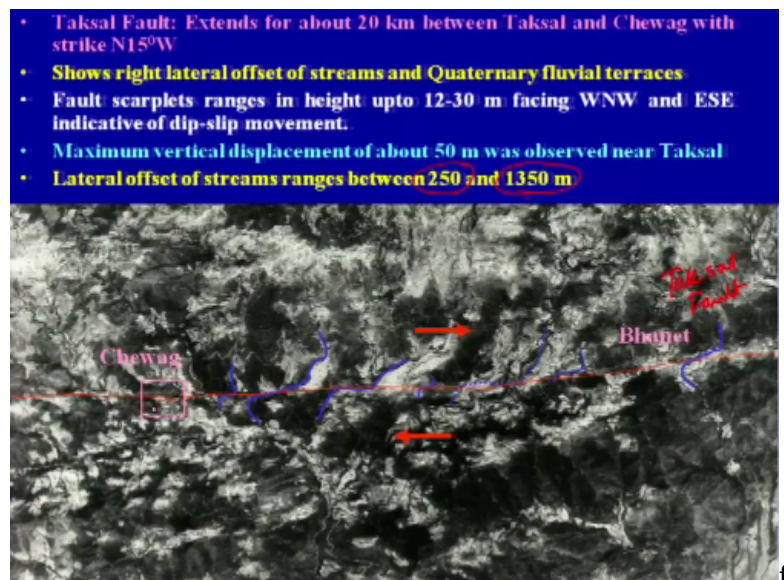 • Taksal Fault: Extends for about 20 km between Taksal and Chewag with
strike N15⁰W
• Shows right lateral offset of streams and Quaternary fluvial terraces
• Fault scarplets ranges in height upto 12-30 m facing WNW and ESE
indicative of dip-slip movement.
• Maximum vertical displacement of about 50 m was observed near Taksal
• Lateral offset of streams ranges between 250 and 1350 m
Taksal
Fault
Bhanet
Chewag